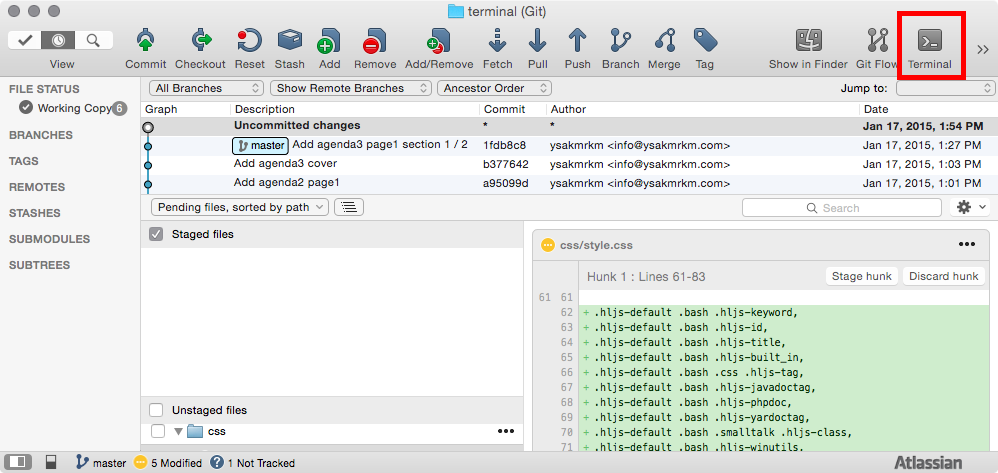 terminal (Git)
View Commit Checkout Reset Stash Add Remove Add/Remove Fetch Pull Push Branch Merge Tag Show in Finder Git Flow Terminal
FILE STATUS
Working Copy 6
BRANCHES
TAGS
REMOTES
STASHES
SUBMODULES
SUBTREES
All Branches Show Remote Branches Ancestor Order Jump to:
Graph Description Commit Author Date
Uncommitted changes * * Jan 17, 2015, 1:54 PM
master Add agenda3 page1 section 1 / 2 1fdb8c8 ysakmrkm <info@ysakmrkm.com> Jan 17, 2015, 1:27 PM
Add agenda3 cover b377642 ysakmrkm <info@ysakmrkm.com> Jan 17, 2015, 1:03 PM
Add agenda2 page1 a95099d ysakmrkm <info@ysakmrkm.com> Jan 17, 2015, 1:01 PM
Pending files, sorted by path Search
Staged files
Unstaged files
css
css/style.css
Hunk 1 : Lines 61-83 Stage hunk Discard hunk
61 61
62 + .hljs-default .bash .hljs-keyword,
63 + .hljs-default .bash .hljs-id,
64 + .hljs-default .bash .hljs-title,
65 + .hljs-default .bash .hljs-built_in,
66 + .hljs-default .bash .css .hljs-tag,
67 + .hljs-default .bash .hljs-javadoctag,
68 + .hljs-default .bash .hljs-phpdoc,
69 + .hljs-default .bash .hljs-yardoctag,
70 + .hljs-default .bash .smalltalk .hljs-class,
71 + .hljs-default .bash .hljs-winutils,
master 5 Modified 1 Not Tracked Atlassian